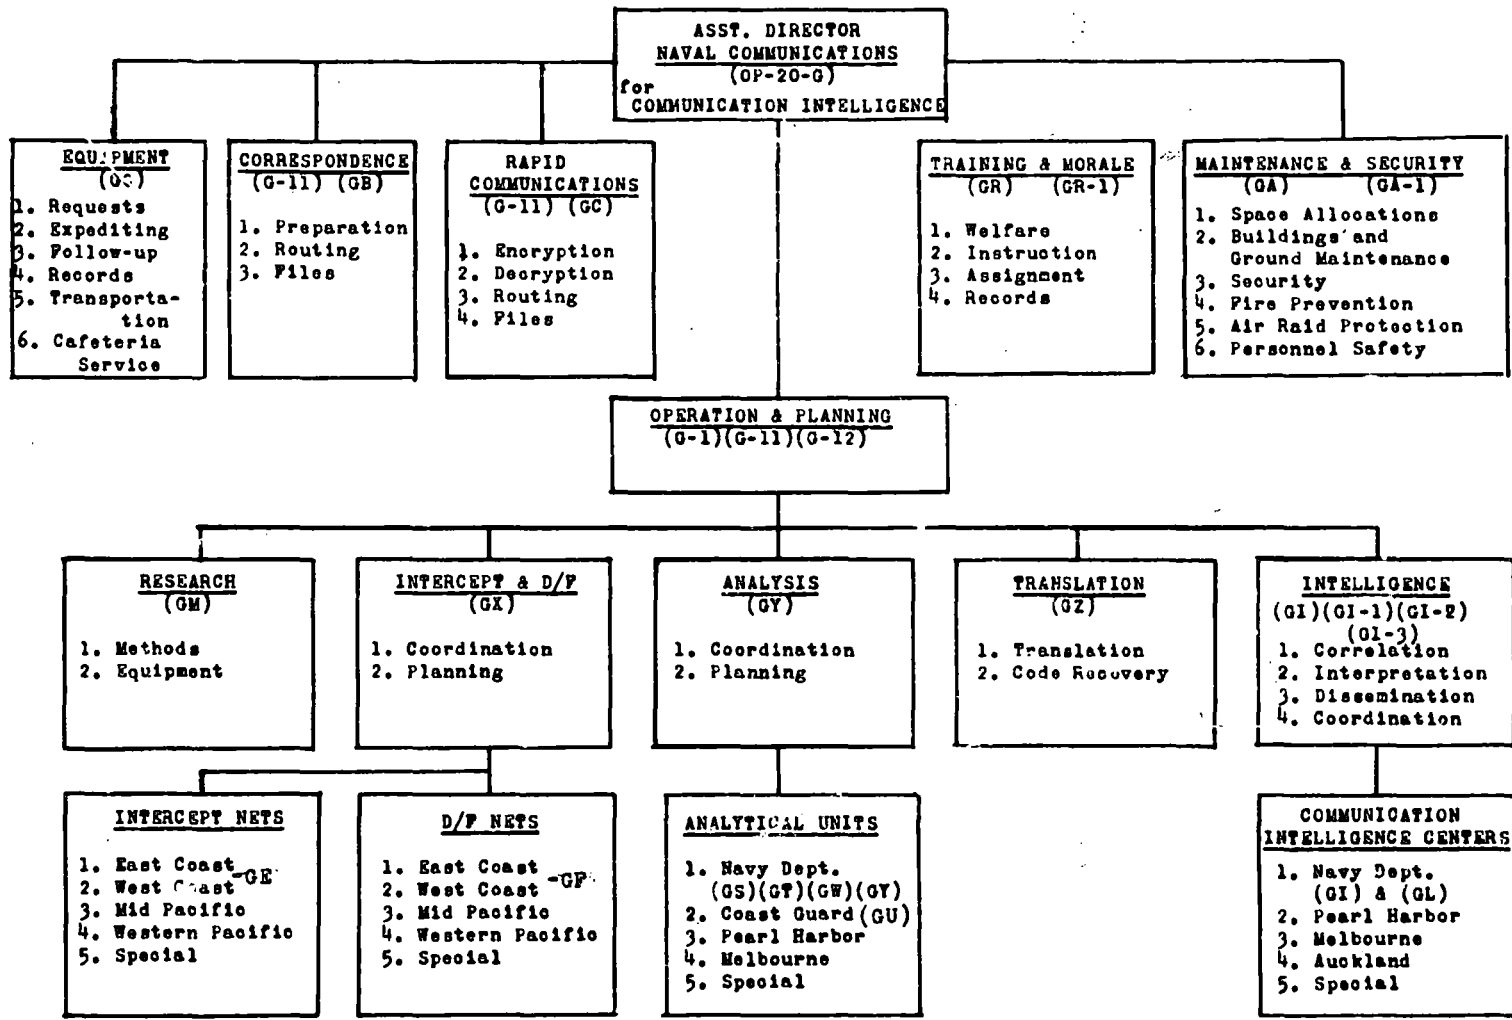 ASST. DIRECTOR
NAVAL COMMUNICATIONS
(OP-20-G)
for
COMMUNICATION INTELLIGENCE
EQUIPMENT
1. Requests
2. Expediting
3. Follow-up
4. Records
5. Transporta-
tion
6. Cafeteria
Service
CORRESPONDENCE
(G-11) (GB)
1. Preparation
2. Routing
3. Files
RAPID
COMMUNICATIONS
(G-11) (GC)
1. Encryption
2. Decryption
3. Routing
4. Files
TRAINING & MORALE
(GR) (GR-1)
1. Welfare
2. Instruction
3. Assignment
4. Records
MAINTENANCE & SECURITY
(GA) (GA-1)
1. Space Allocations
2. Buildings and
Ground Maintenance
3. Security
4. Fire Prevention
5. Air Raid Protection
6. Personnel Safety
OPERATION & PLANNING
(G-1)(G-11)(G-12)
RESEARCH
(GM)
1. Methods
2. Equipment
INTERCEPT & D/F
(GX)
1. Coordination
2. Planning
ANALYSIS
(GY)
1. Coordination
2. Planning
TRANSLATION
(GZ)
1. Translation
2. Code Recovery
INTELLIGENCE
(GI)(GI-1)(GI-2)
(GI-3)
1. Correlation
2. Interpretation
3. Dissemination
4. Coordination
INTERCEPT NETS
1. East Coast
2. West Coast -GE
3. Mid Pacific
4. Western Pacific
5. Special
D/F NETS
1. East Coast
2. West Coast -GF
3. Mid Pacific
4. Western Pacific
5. Special
ANALYTICAL UNITS
1. Navy Dept.
(GS)(GT)(GW)(GY)
2. Coast Guard (GU)
3. Pearl Harbor
4. Melbourne
5. Special
COMMUNICATION
INTELLIGENCE CENTERS
1. Navy Dept.
(GI) & (GL)
2. Pearl Harbor
3. Melbourne
4. Auckland
5. Special